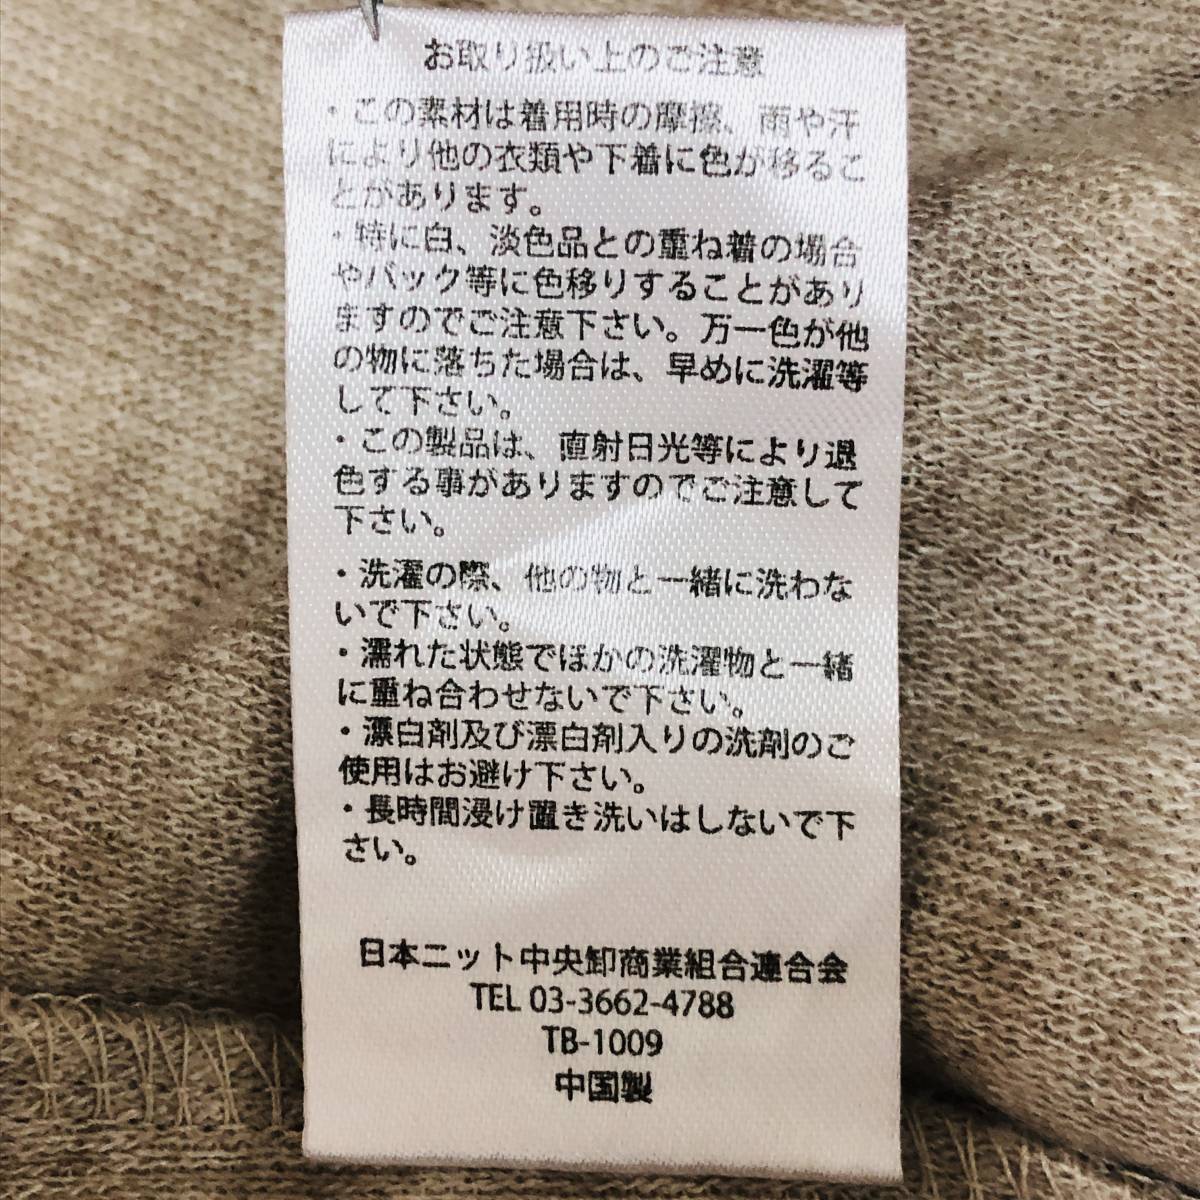 お取り扱い上のご注意
・この素材は着用時の摩擦、雨や汗
により他の衣類や下着に色が移るこ
とがあります。
・特に白、淡色品との重ね着の場合
やバック等に色移りすることがあり
ますのでご注意下さい。万一色が他
の物に落ちた場合は、早めに洗濯等
して下さい。
・この製品は、直射日光等により退
色する事がありますのでご注意して
下さい。
・洗濯の際、他の物と一緒に洗わな
いで下さい。
・濡れた状態でほかの洗濯物と一緒
に重ね合わせないで下さい。
・漂白剤及び漂白剤入りの洗剤のご
使用はお避け下さい。
・長時間浸け置き洗いはしないで下
さい。
日本ニット中央卸商業組合連合会
TEL 03-3662-4788
TB-1009
中国製